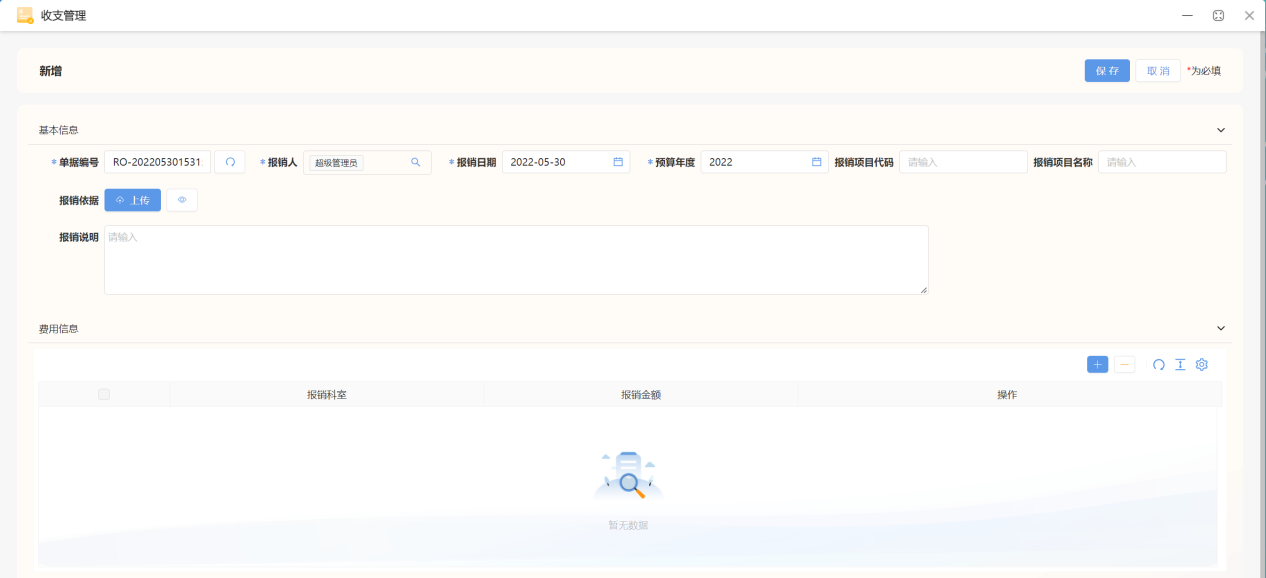 收支管理
新增
保 存 取 消 *为必填
基本信息
*单据编号 RO-202205301531 *报销人 超级管理员 *报销日期 2022-05-30 *预算年度 2022 报销项目代码 请输入 报销项目名称 请输入
报销依据 上传
报销说明 请输入
费用信息
报销科室 报销金额 操作
暂无数据